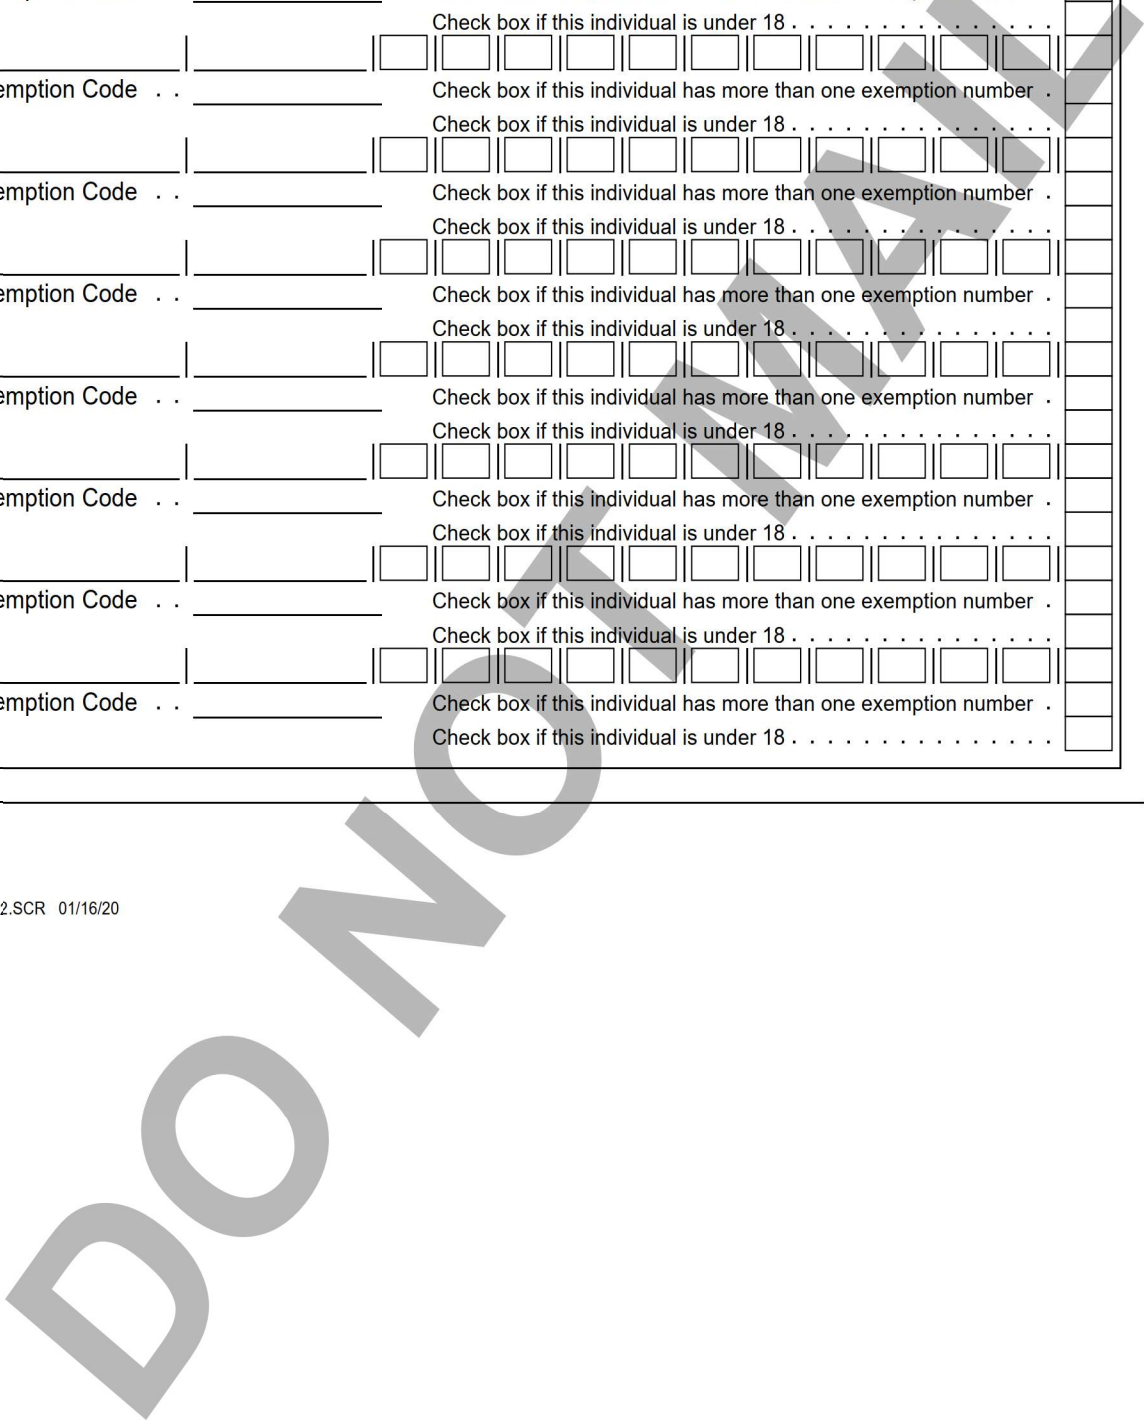 Check box if this individual is under 18 . . . . . . . . . . . . . . .
emption Code . . Check box if this individual has more than one exemption number .
Check box if this individual is under 18 . . . . . . . . . . . . . . .
emption Code . . Check box if this individual has more than one exemption number .
Check box if this individual is under 18 . . . . . . . . . . . . . . .
emption Code . . Check box if this individual has more than one exemption number .
Check box if this individual is under 18 . . . . . . . . . . . . . . .
emption Code . . Check box if this individual has more than one exemption number .
Check box if this individual is under 18 . . . . . . . . . . . . . . .
emption Code . . Check box if this individual has more than one exemption number .
Check box if this individual is under 18 . . . . . . . . . . . . . . .
emption Code . . Check box if this individual has more than one exemption number .
Check box if this individual is under 18 . . . . . . . . . . . . . . .
emption Code . . Check box if this individual has more than one exemption number .
Check box if this individual is under 18 . . . . . . . . . . . . . . .
2.SCR 01/16/20
DO NOT MAIL